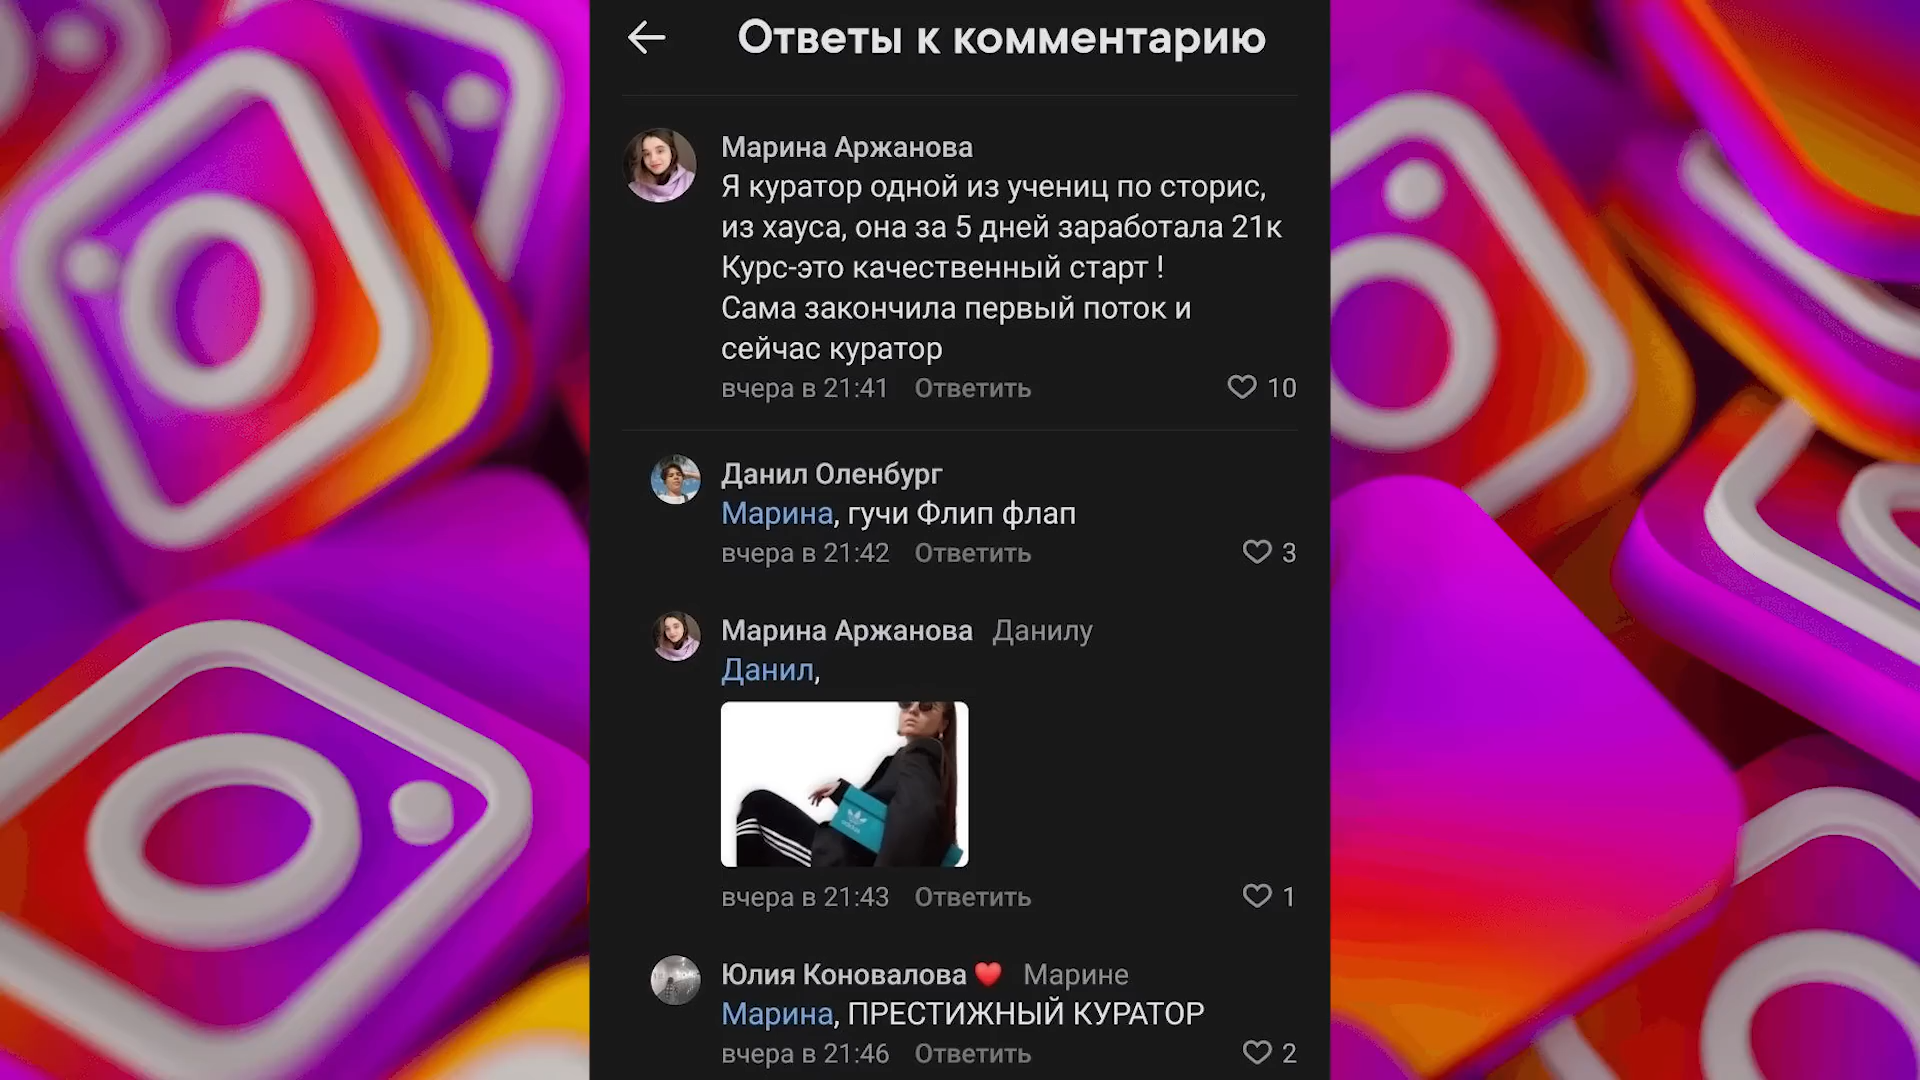 Ответы к комментарию
Марина Аржанова
Я куратор одной из учениц по сторис,
из хауса, она за 5 дней заработала 21к
Курс-это качественный старт !
Сама закончила первый поток и
сейчас куратор
вчера в 21:41 Ответить 10
Данил Оленбург
Марина, гучи Флип флап
вчера в 21:42 Ответить 3
Марина Аржанова Данилу
Данил,
adidas
вчера в 21:43 Ответить 1
Юлия Коновалова Марине
Марина, ПРЕСТИЖНЫЙ КУРАТОР
вчера в 21:46 Ответить 2